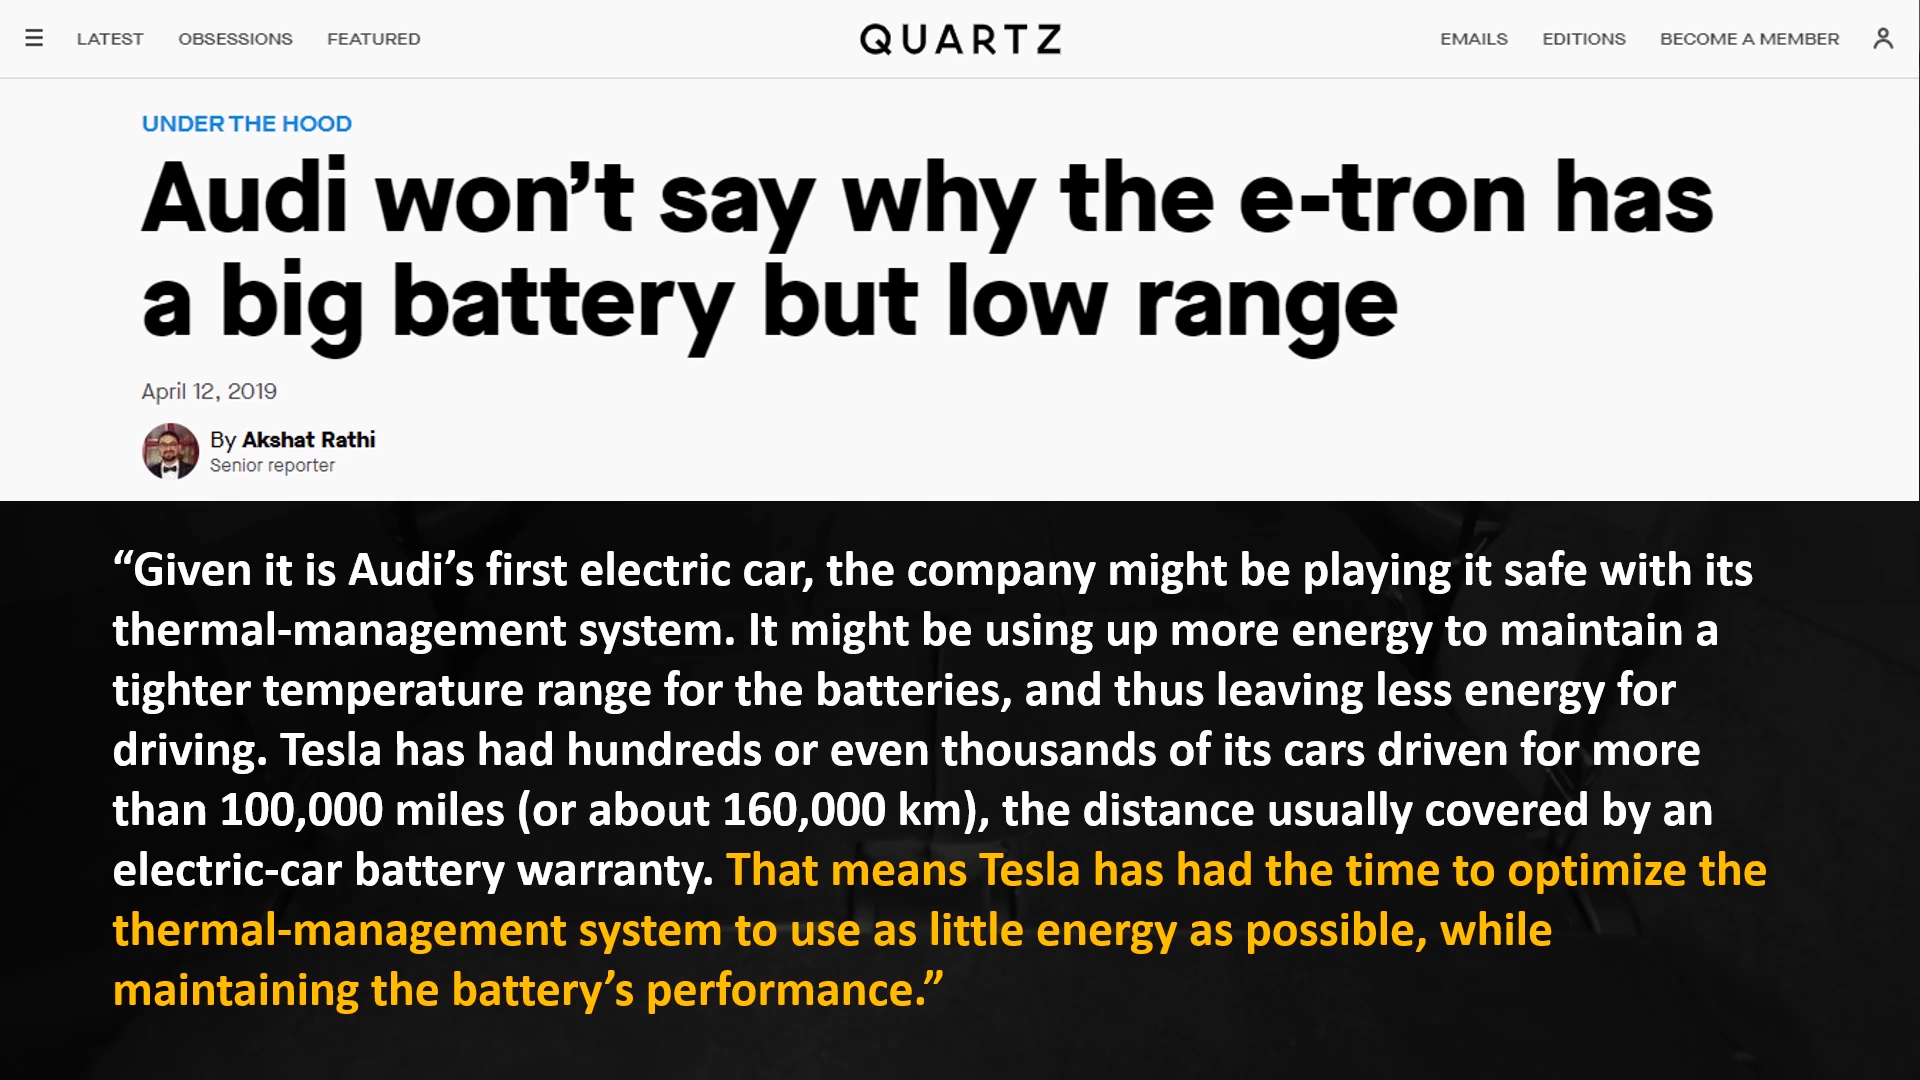 LATEST OBSESSIONS FEATURED QUARTZ EMAILS EDITIONS BECOME A MEMBER
UNDER THE HOOD
Audi won’t say why the e-tron has
a big battery but low range
April 12, 2019
By Akshat Rathi
Senior reporter
“Given it is Audi’s first electric car, the company might be playing it safe with its
thermal-management system. It might be using up more energy to maintain a
tighter temperature range for the batteries, and thus leaving less energy for
driving. Tesla has had hundreds or even thousands of its cars driven for more
than 100,000 miles (or about 160,000 km), the distance usually covered by an
electric-car battery warranty. That means Tesla has had the time to optimize the
thermal-management system to use as little energy as possible, while
maintaining the battery’s performance.”